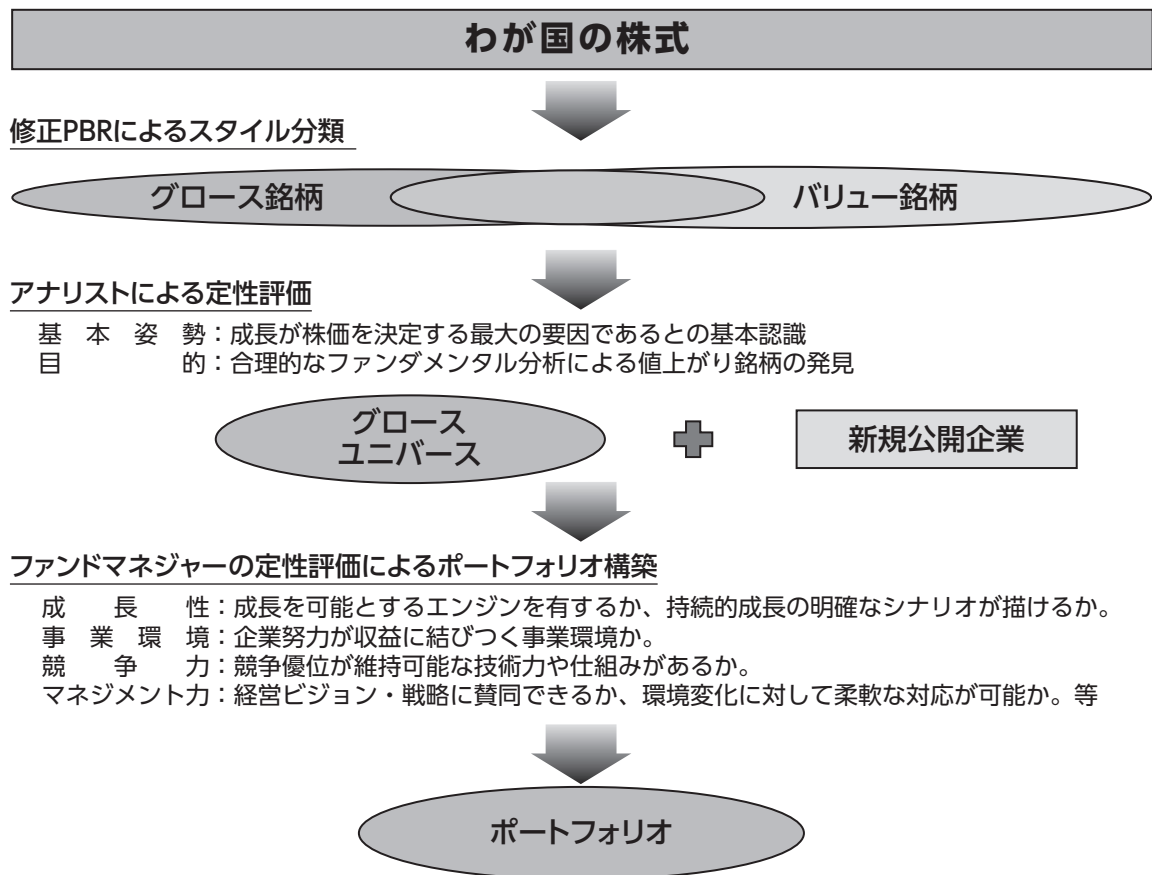 わが国の株式
修正PBRによるスタイル分類
グロース銘柄
バリュー銘柄
アナリストによる定性評価
基本姿勢：成長が株価を決定する最大の要因であるとの基本認識
目的：合理的なファンダメンタル分析による値上がり銘柄の発見
グロース
ユニバース
新規公開企業
ファンドマネジャーの定性評価によるポートフォリオ構築
成長性：成長を可能とするエンジンを有するか、持続的成長の明確なシナリオが描けるか。
事業環境：企業努力が収益に結びつく事業環境か。
競争力：競争優位が維持可能な技術力や仕組みがあるか。
マネジメント力：経営ビジョン・戦略に賛同できるか、環境変化に対して柔軟な対応が可能か。等
ポートフォリオ